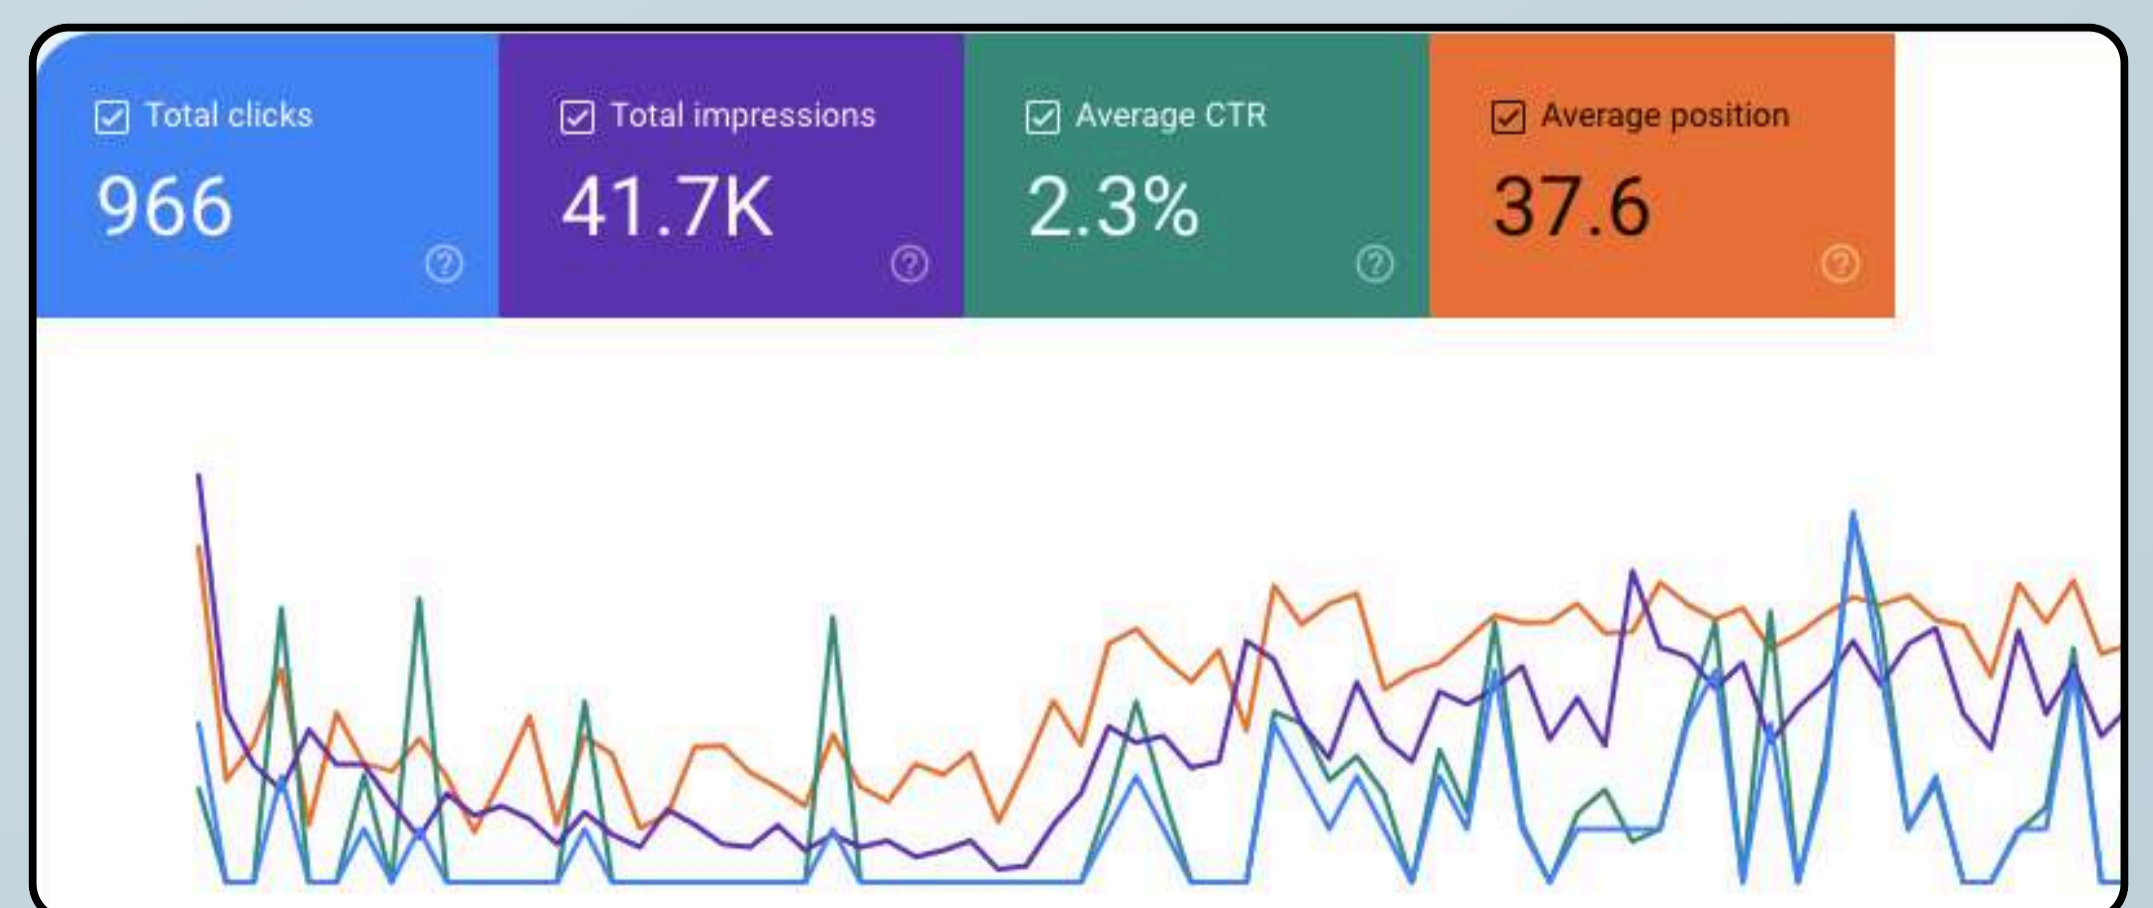 Total clicks
966
Total impressions
41.7K
Average CTR
2.3%
Average position
37.6